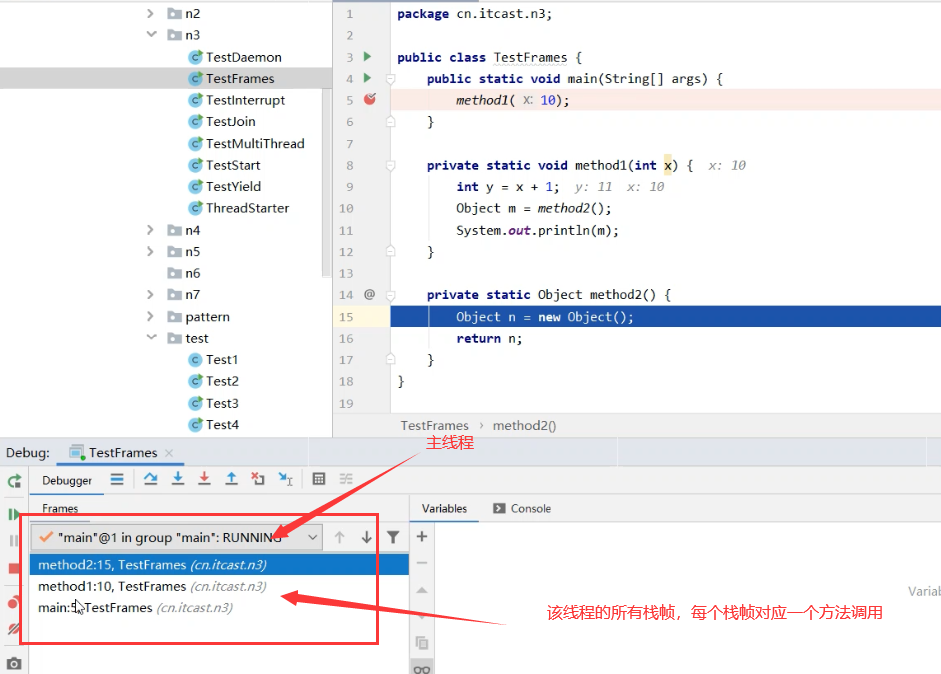 n2
n3
TestDaemon
TestFrames
TestInterrupt
TestJoin
TestMultiThread
TestStart
TestYield
ThreadStarter
n4
n5
n6
n7
pattern
test
Test1
Test2
Test3
Test4
1 package cn.itcast.n3;
2
3 public class TestFrames {
4 public static void main(String[] args) {
5 method1( x: 10);
6 }
7
8 private static void method1(int x) { x: 10
9 int y = x + 1; y: 11 x: 10
10 Object m = method2();
11 System.out.println(m);
12 }
13
14 @ private static Object method2() {
15 Object n = new Object();
16 return n;
17 }
18 }
19
TestFrames › method2()
主线程
Debug: TestFrames ×
Debugger
Frames
Variables Console
"main"@1 in group "main": RUNNING
method2:15, TestFrames (cn.itcast.n3)
method1:10, TestFrames (cn.itcast.n3)
main:5, TestFrames (cn.itcast.n3)
Variab
该线程的所有栈帧，每个栈帧对应一个方法调用